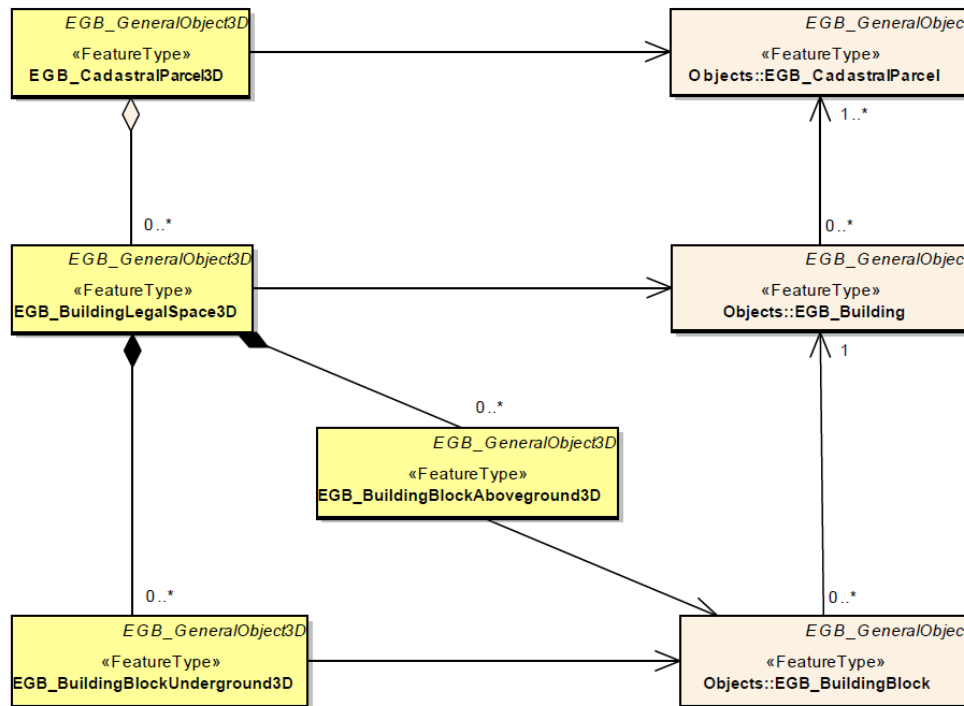 EGB_GeneralObject3D
«FeatureType»
EGB_CadastralParcel3D
EGB_GeneralObjec
«FeatureType»
Objects::EGB_CadastralParcel
1..*
0..*
0..*
EGB_GeneralObject3D
«FeatureType»
EGB_BuildingLegalSpace3D
EGB_GeneralObjec
«FeatureType»
Objects::EGB_Building
1
0..*
EGB_GeneralObject3D
«FeatureType»
EGB_BuildingBlockAboveground3D
0..*
0..*
EGB_GeneralObject3D
«FeatureType»
EGB_BuildingBlockUnderground3D
EGB_GeneralObjec
«FeatureType»
Objects::EGB_BuildingBlock